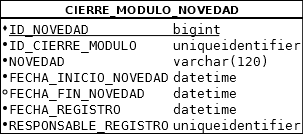 CIERRE_MODULO_NOVEDAD
ID_NOVEDAD bigint
ID_CIERRE_MODULO uniqueidentifier
NOVEDAD varchar(120)
FECHA_INICIO_NOVEDAD datetime
FECHA_FIN_NOVEDAD datetime
FECHA_REGISTRO datetime
RESPONSABLE_REGISTRO uniqueidentifier